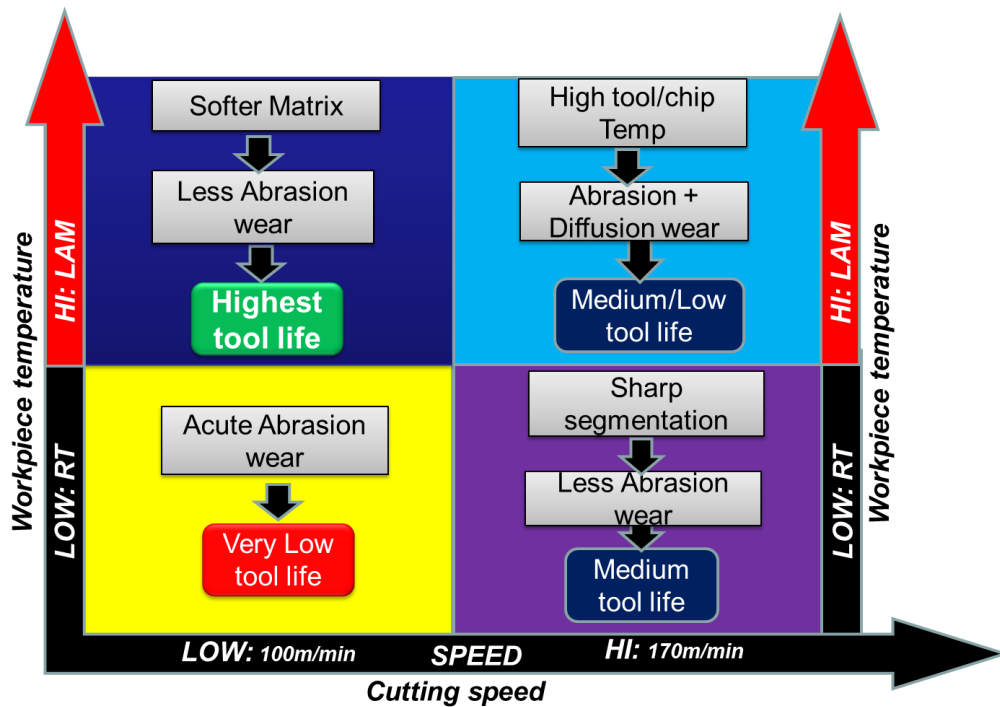 Softer Matrix
Less Abrasion
wear
Highest
tool life
High tool/chip
Temp
Abrasion +
Diffusion wear
Medium/Low
tool life
Acute Abrasion
wear
Very Low
tool life
Sharp
segmentation
Less Abrasion
wear
Medium
tool life
Workpiece temperature
HI: LAM
LOW: RT
HI: LAM
LOW: RT
Workpiece temperature
LOW: 100m/min
SPEED
HI: 170m/min
Cutting speed